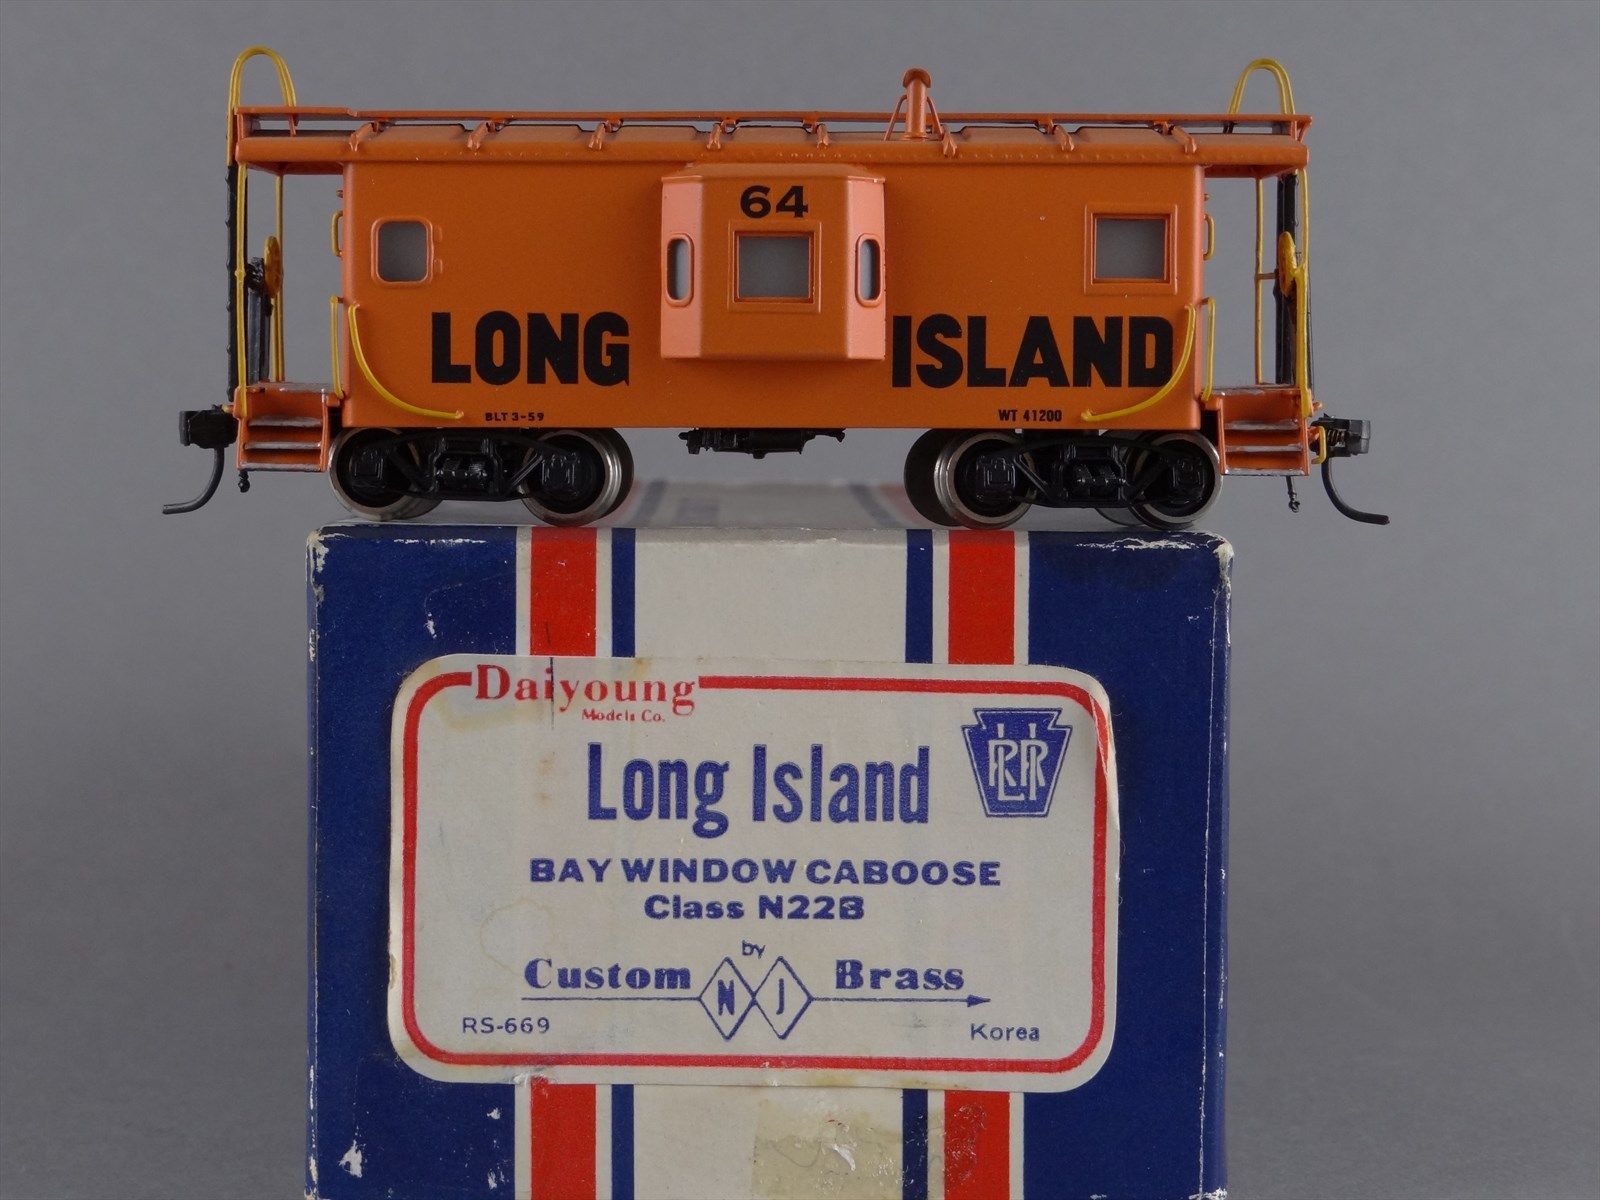 64
LONG ISLAND
BLT 3-59 WT 41200
Daiyoung
Models Co.
Long Island
LIRR
BAY WINDOW CABOOSE
Class N22B
by
Custom NJ Brass
RS-669 Korea